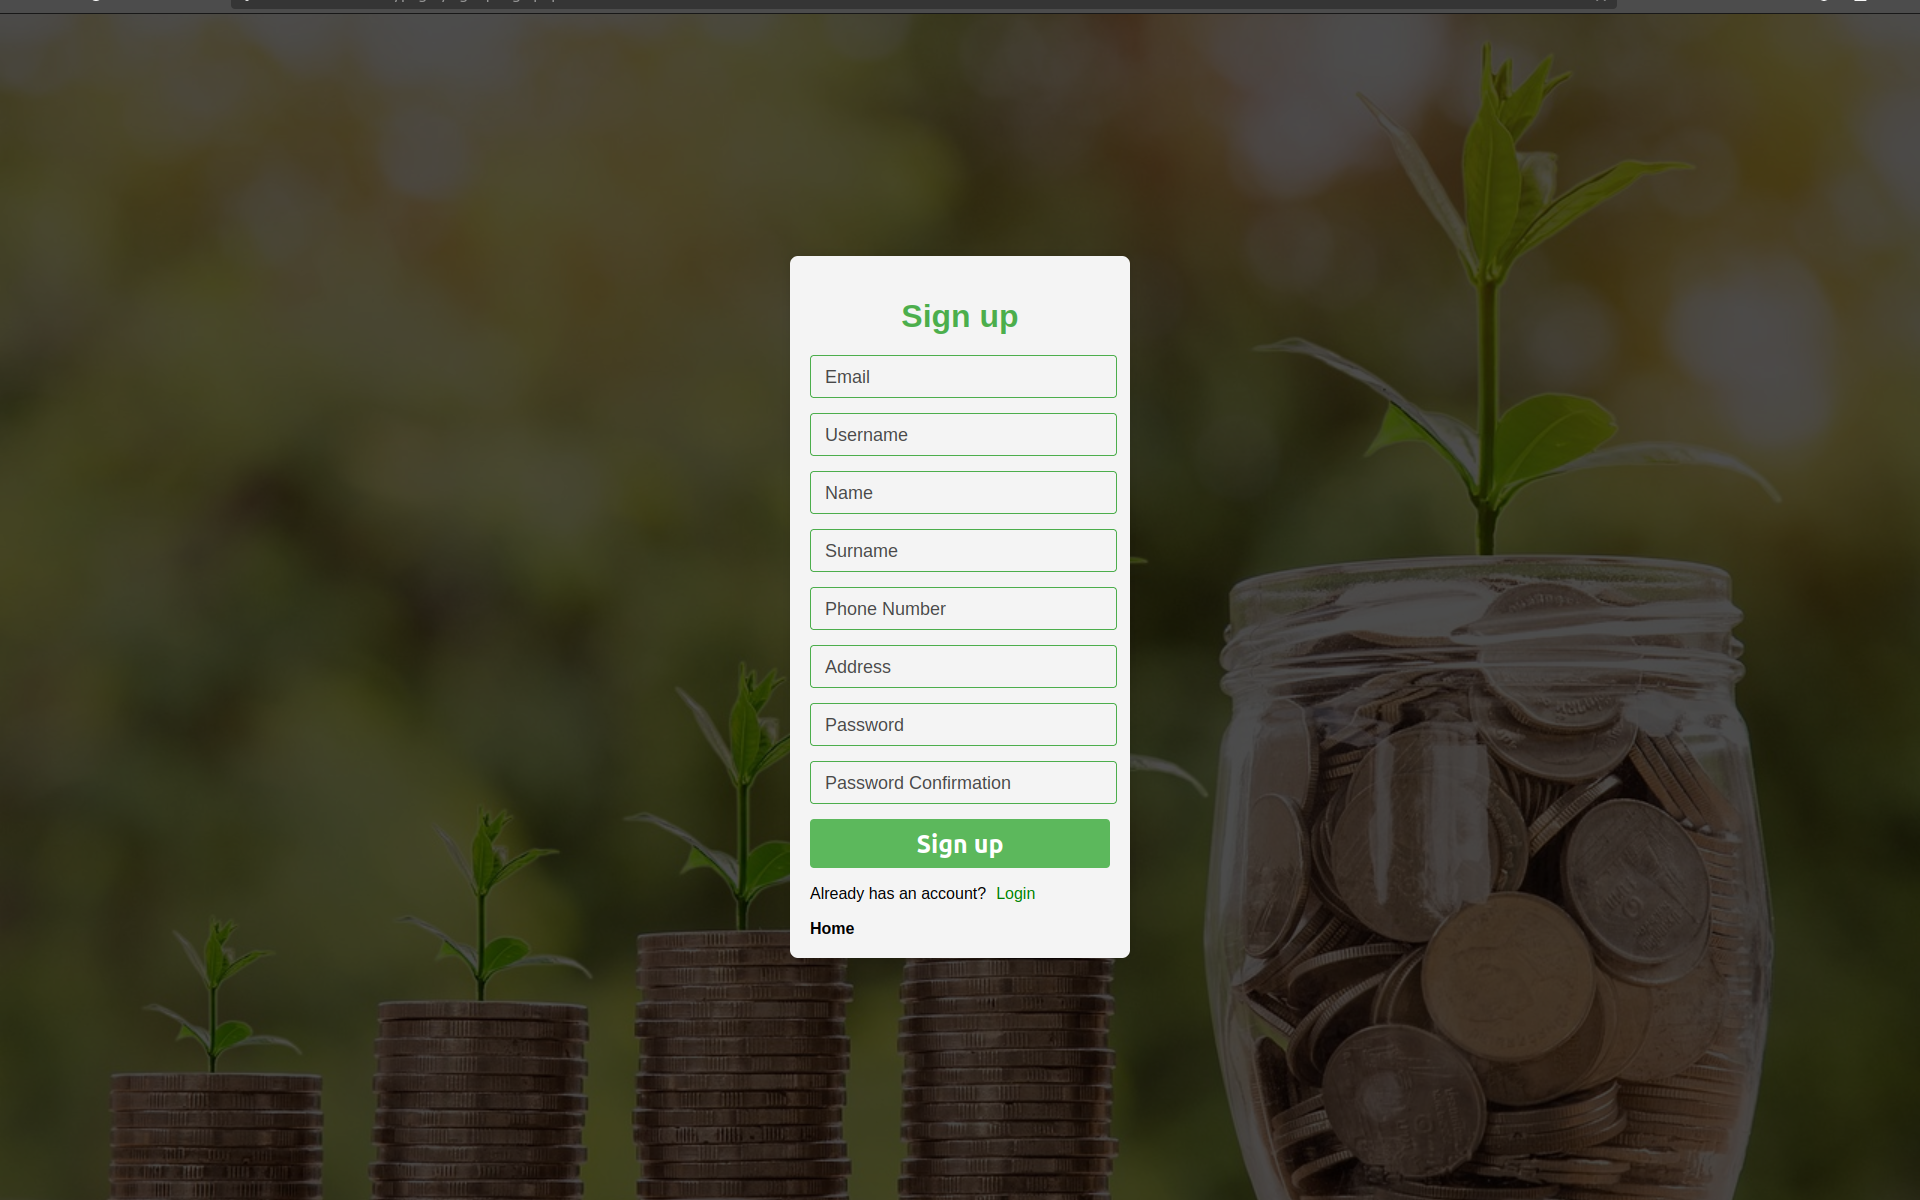 Sign up
Email
Username
Name
Surname
Phone Number
Address
Password
Password Confirmation
Sign up
Already has an account? Login
Home